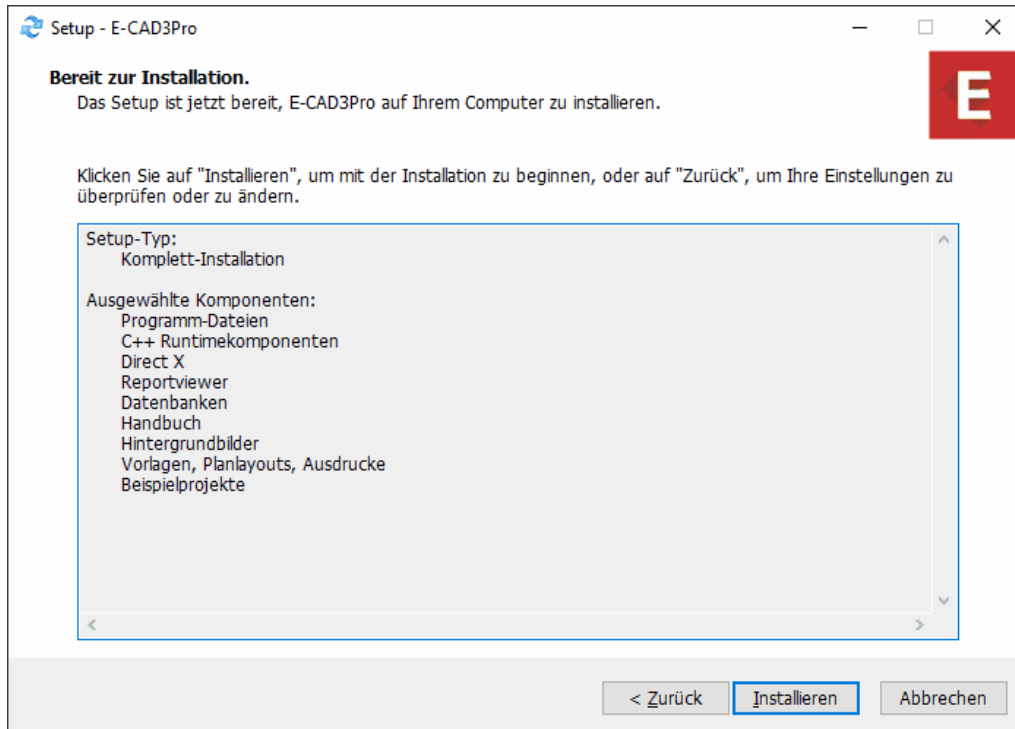 Setup - E-CAD3Pro
Bereit zur Installation.
Das Setup ist jetzt bereit, E-CAD3Pro auf Ihrem Computer zu installieren.
E
Klicken Sie auf "Installieren", um mit der Installation zu beginnen, oder auf "Zurück", um Ihre Einstellungen zu
überprüfen oder zu ändern.
Setup-Typ:
Komplett-Installation
Ausgewählte Komponenten:
Programm-Dateien
C++ Runtimekomponenten
Direct X
Reportviewer
Datenbanken
Handbuch
Hintergrundbilder
Vorlagen, Planlayouts, Ausdrucke
Beispielprojekte
< Zurück Installieren Abbrechen